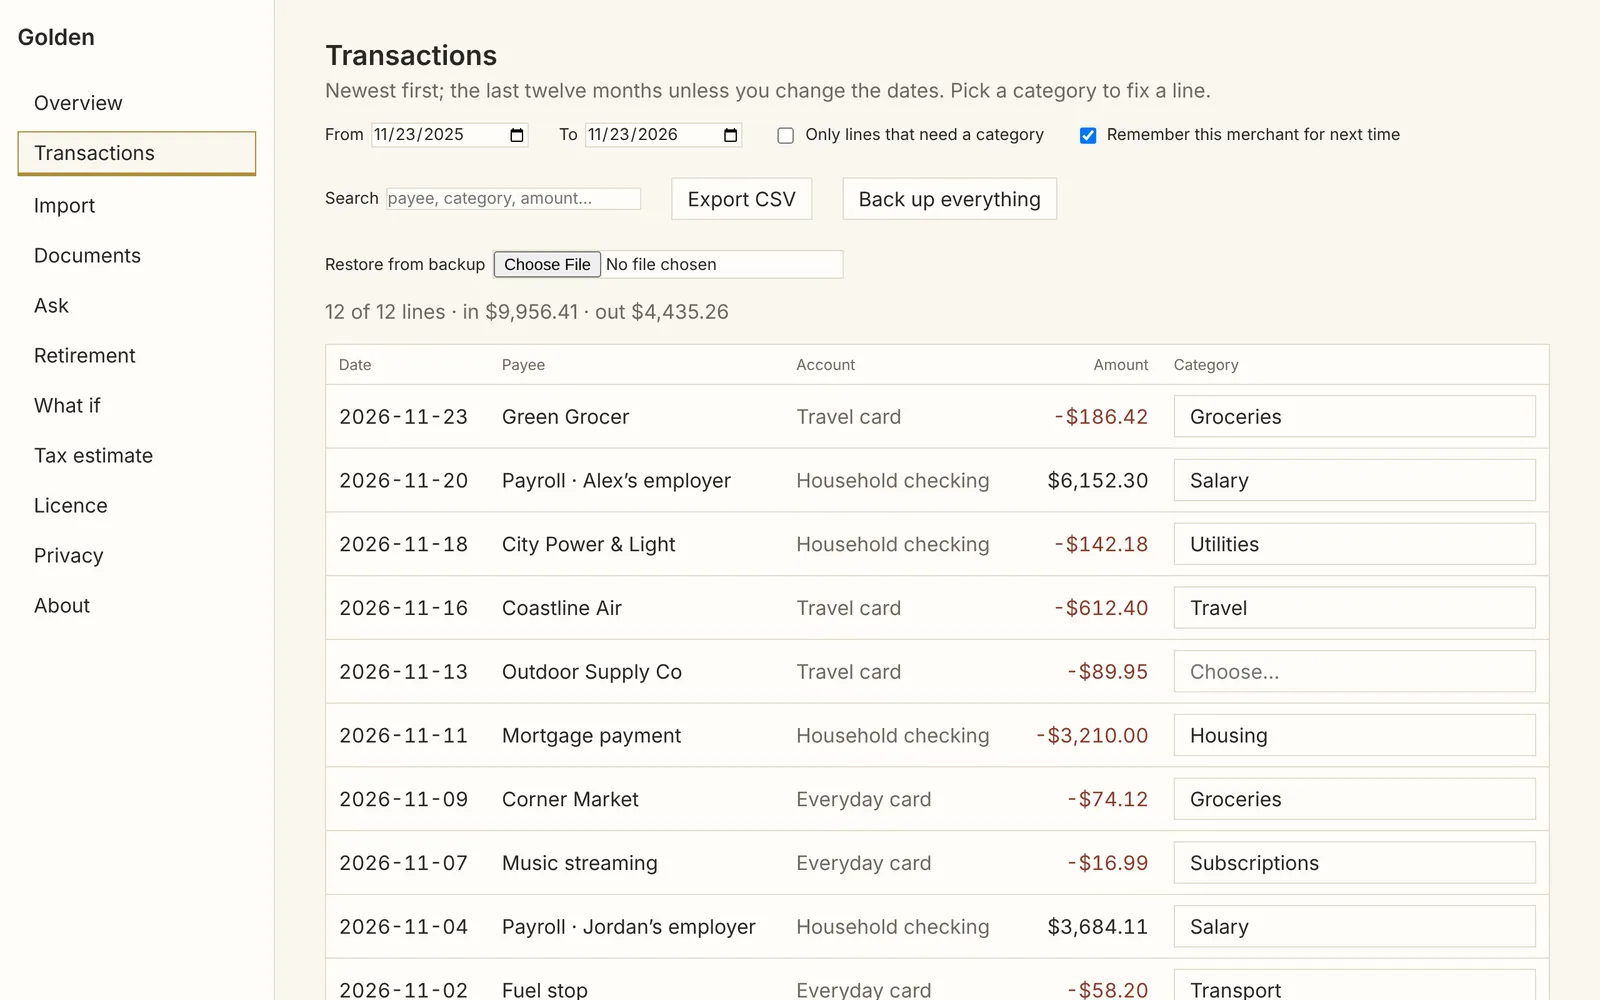 Golden
Overview
Transactions
Import
Documents
Ask
Retirement
What if
Tax estimate
Licence
Privacy
About
Transactions
Newest first; the last twelve months unless you change the dates. Pick a category to fix a line.
From 11/23/2025 To 11/23/2026 Only lines that need a category Remember this merchant for next time
Search payee, category, amount... Export CSV Back up everything
Restore from backup Choose File No file chosen
12 of 12 lines · in $9,956.41 · out $4,435.26
Date Payee Account Amount Category
2026-11-23 Green Grocer Travel card -$186.42 Groceries
2026-11-20 Payroll · Alex’s employer Household checking $6,152.30 Salary
2026-11-18 City Power & Light Household checking -$142.18 Utilities
2026-11-16 Coastline Air Travel card -$612.40 Travel
2026-11-13 Outdoor Supply Co Travel card -$89.95 Choose...
2026-11-11 Mortgage payment Household checking -$3,210.00 Housing
2026-11-09 Corner Market Everyday card -$74.12 Groceries
2026-11-07 Music streaming Everyday card -$16.99 Subscriptions
2026-11-04 Payroll · Jordan’s employer Household checking $3,684.11 Salary
2026-11-02 Fuel stop Everyday card -$58.20 Transport